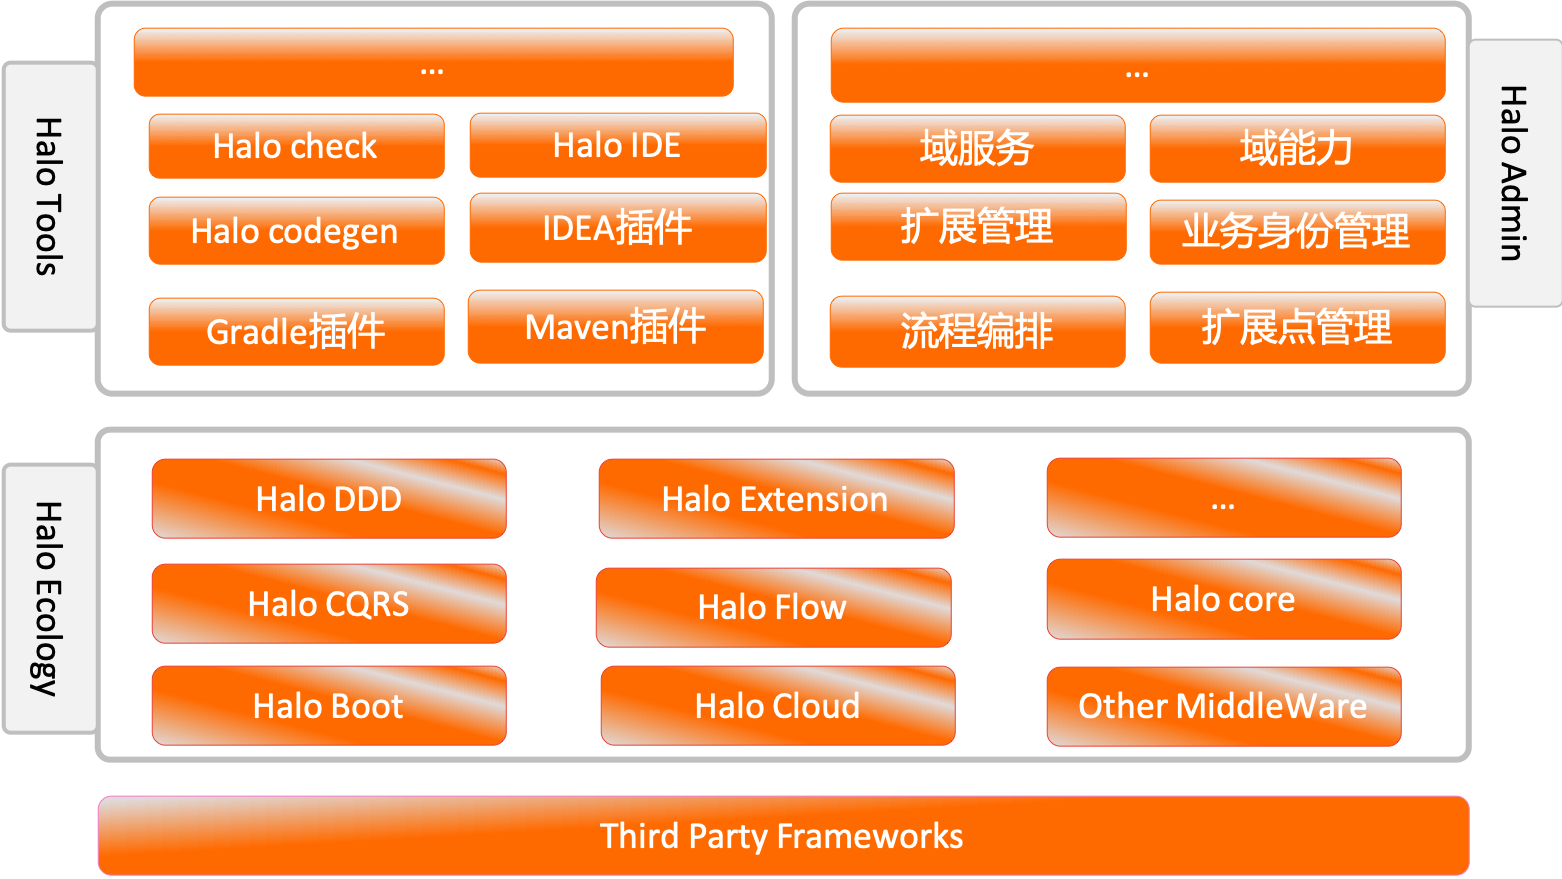 Halo Tools
...
Halo check
Halo IDE
Halo codegen
IDEA插件
Gradle插件
Maven插件
Halo Admin
...
域服务
域能力
扩展管理
业务身份管理
流程编排
扩展点管理
Halo Ecology
Halo DDD
Halo Extension
...
Halo CQRS
Halo Flow
Halo core
Halo Boot
Halo Cloud
Other MiddleWare
Third Party Frameworks